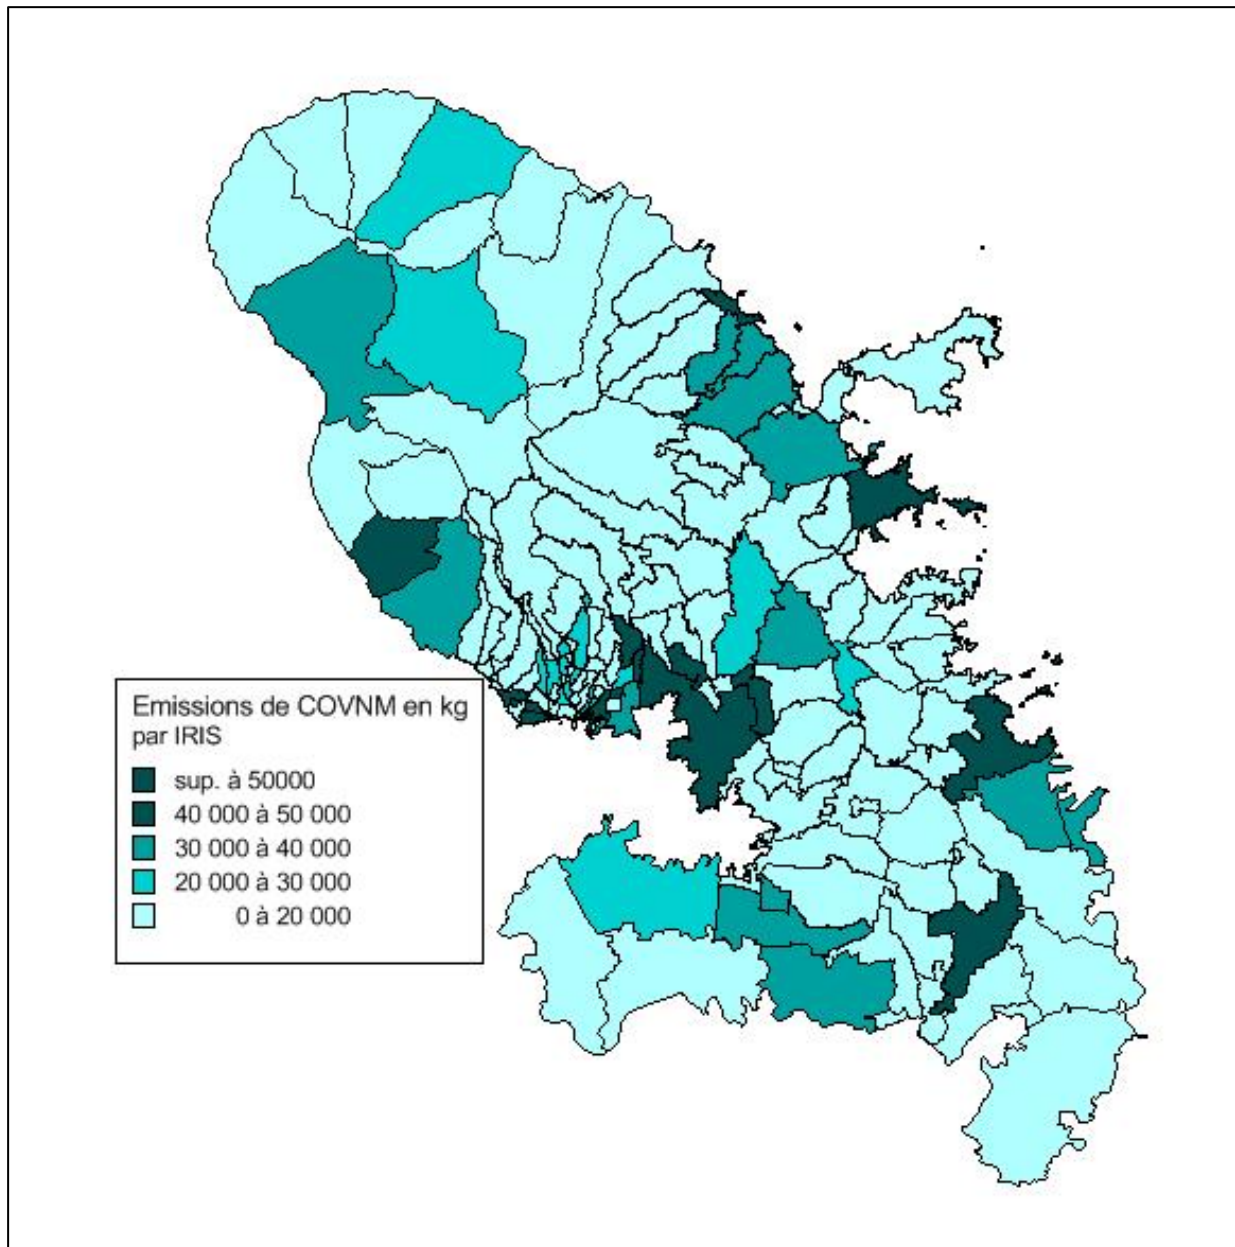 Emissions de COVNM en kg
par IRIS
sup. à 50000
40 000 à 50 000
30 000 à 40 000
20 000 à 30 000
0 à 20 000